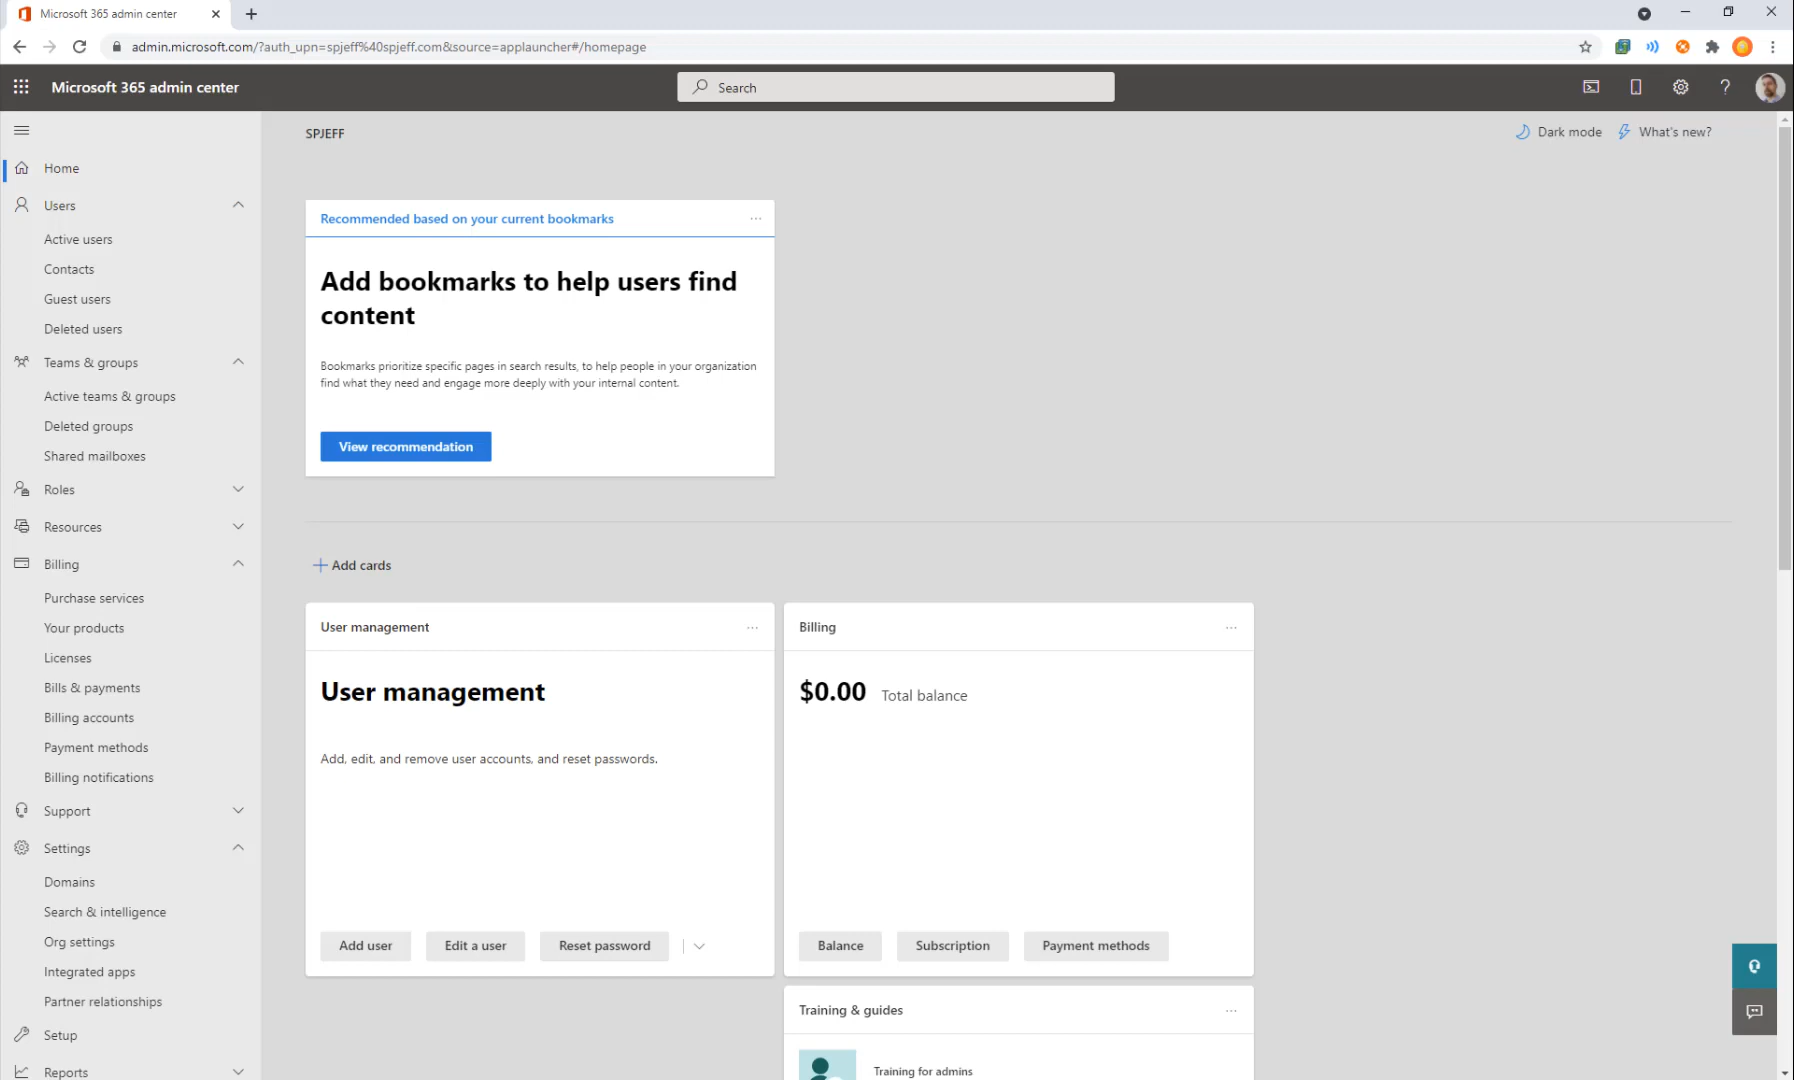 Microsoft 365 admin center
admin.microsoft.com/?auth_upn=spjeff%40spjeff.com&source=applauncher#/homepage
Microsoft 365 admin center
Search
SPJEFF
Dark mode
What's new?
Home
Users
Active users
Contacts
Guest users
Deleted users
Teams & groups
Active teams & groups
Deleted groups
Shared mailboxes
Roles
Resources
Billing
Purchase services
Your products
Licenses
Bills & payments
Billing accounts
Payment methods
Billing notifications
Support
Settings
Domains
Search & intelligence
Org settings
Integrated apps
Partner relationships
Setup
Reports
Recommended based on your current bookmarks
Add bookmarks to help users find
content
Bookmarks prioritize specific pages in search results, to help people in your organization
find what they need and engage more deeply with your internal content.
View recommendation
Add cards
User management
User management
Add, edit, and remove user accounts, and reset passwords.
Add user
Edit a user
Reset password
Billing
$0.00 Total balance
Balance
Subscription
Payment methods
Training & guides
Training for admins